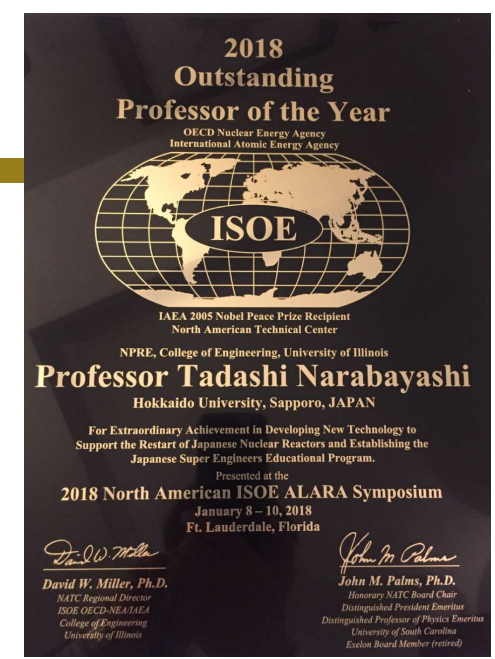 2018
Outstanding
Professor of the Year
OECD Nuclear Energy Agency
International Atomic Energy Agency
ISOE
IAEA 2005 Nobel Peace Prize Recipient
North American Technical Center
NPRE, College of Engineering, University of Illinois
Professor Tadashi Narabayashi
Hokkaido University, Sapporo, JAPAN
For Extraordinary Achievement in Developing New Technology to
Support the Restart of Japanese Nuclear Reactors and Establishing the
Japanese Super Engineers Educational Program.
Presented at the
2018 North American ISOE ALARA Symposium
January 8 – 10, 2018
Ft. Lauderdale, Florida
David W. Miller
David W. Miller, Ph.D.
NATC Regional Director
ISOE OECD-NEA/IAEA
College of Engineering
University of Illinois
John M Palms
John M. Palms, Ph.D.
Honorary NATC Board Chair
Distinguished President Emeritus
Distinguished Professor of Physics Emeritus
University of South Carolina
Exelon Board Member (retired)